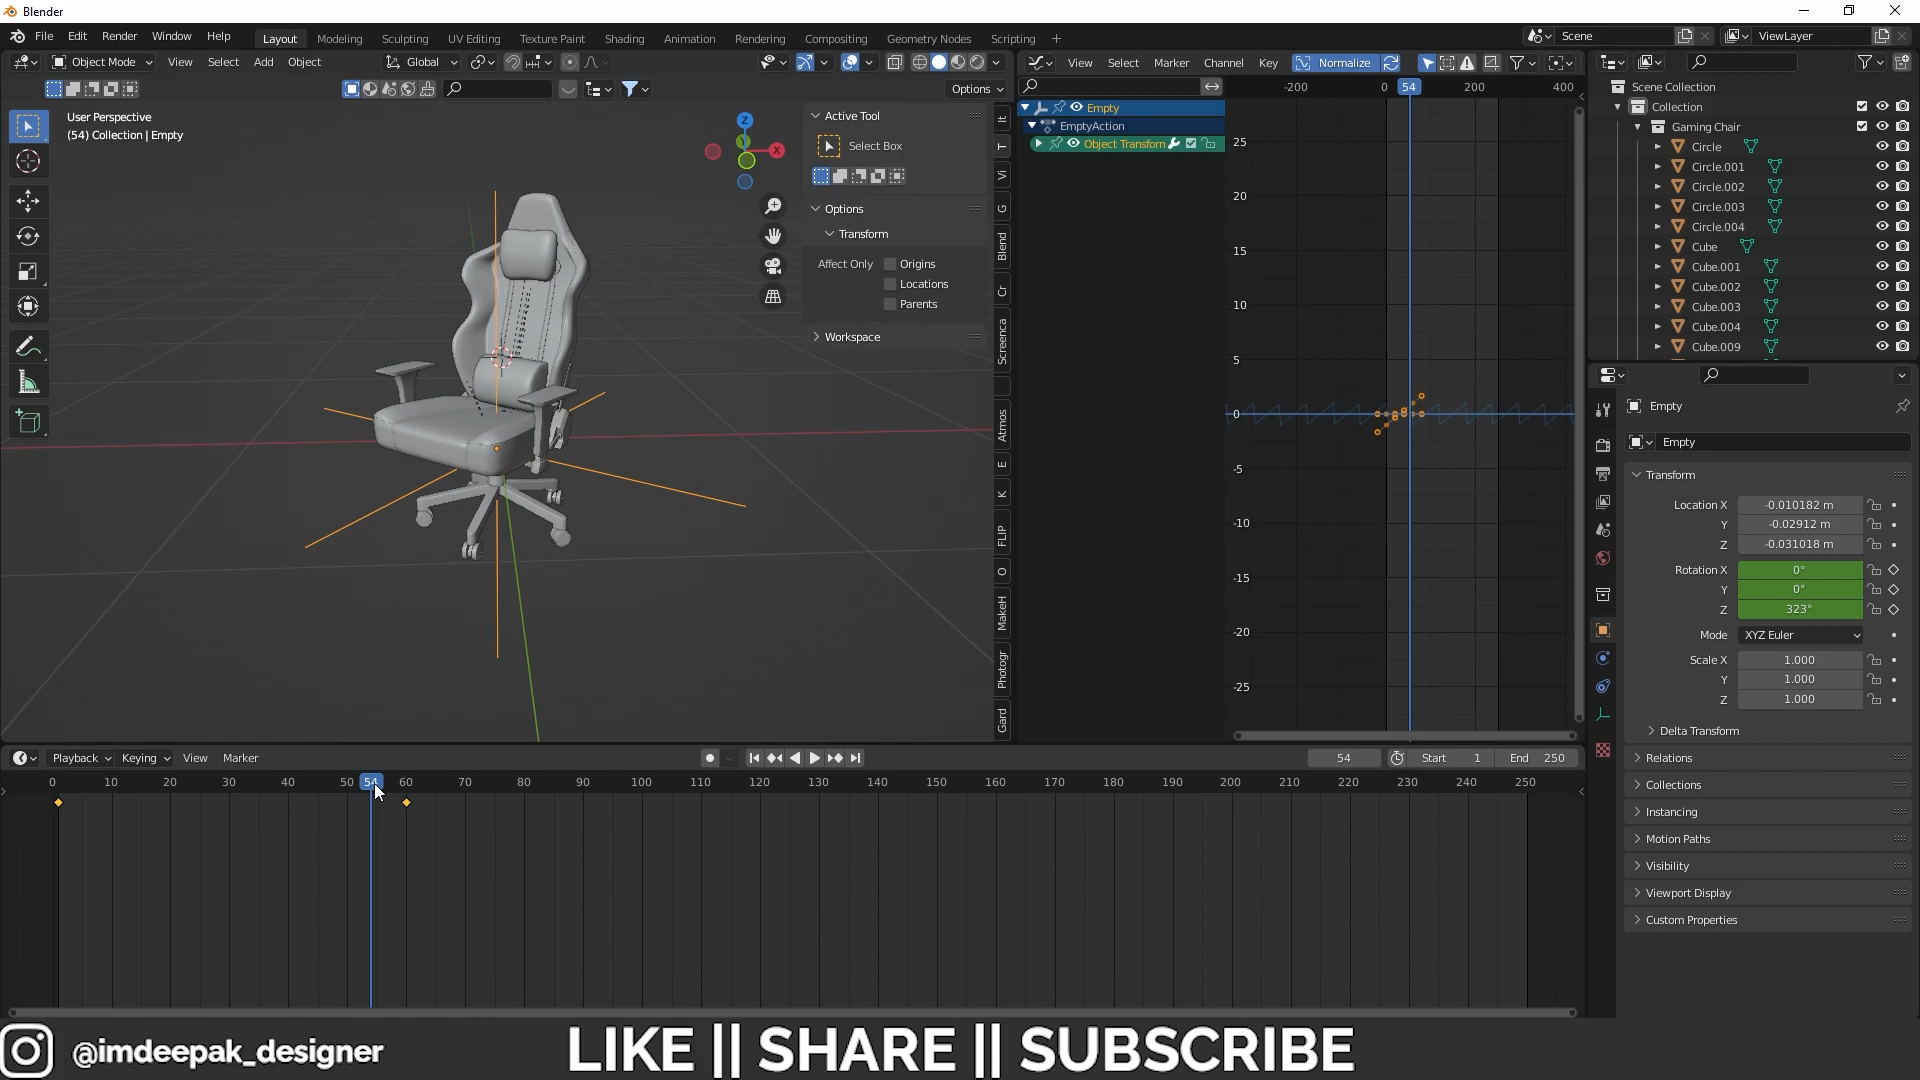 Blender
File Edit Render Window Help Layout Modeling Sculpting UV Editing Texture Paint Shading Animation Rendering Compositing Geometry Nodes Scripting + Scene ViewLayer
Object Mode View Select Add Object Global View Select Marker Channel Key Normalize
Options
User Perspective
(54) Collection | Empty
Z
X
Active Tool
Select Box
Options
Transform
Affect Only Origins
Locations
Parents
Workspace
It
T
Vi
G
Blend
Cr
Screenca
Atmos
E
K
FLIP
O
MakeH
Photogr
Gard
-200 0 54 200 400
Empty
EmptyAction
Object Transform
25
20
15
10
5
0
-5
-10
-15
-20
-25
Scene Collection
Collection
Gaming Chair
Circle
Circle.001
Circle.002
Circle.003
Circle.004
Cube
Cube.001
Cube.002
Cube.003
Cube.004
Cube.009
Empty
Empty
Transform
Location X -0.010182 m
Y -0.02912 m
Z -0.031018 m
Rotation X 0°
Y 0°
Z 323°
Mode XYZ Euler
Scale X 1.000
Y 1.000
Z 1.000
Delta Transform
Relations
Collections
Instancing
Motion Paths
Visibility
Viewport Display
Custom Properties
Playback Keying View Marker 54 Start 1 End 250
0 10 20 30 40 50 54 60 70 80 90 100 110 120 130 140 150 160 170 180 190 200 210 220 230 240 250
@imdeepak_designer LIKE || SHARE || SUBSCRIBE